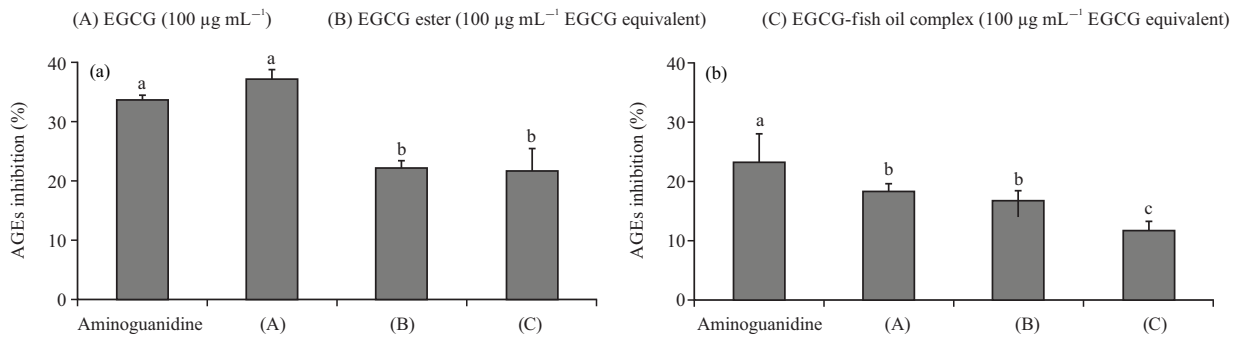 (A) EGCG (100 µg mL⁻¹) (B) EGCG ester (100 µg mL⁻¹ EGCG equivalent) (C) EGCG-fish oil complex (100 µg mL⁻¹ EGCG equivalent)
(a)
AGEs inhibition (%)
40
30
20
10
0
a
a
b
b
Aminoguanidine (A) (B) (C)
(b)
AGEs inhibition (%)
40
30
20
10
0
a
b
b
c
Aminoguanidine (A) (B) (C)